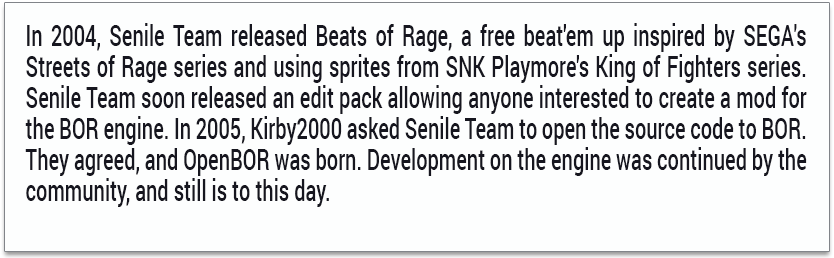 In 2004, Senile Team released Beats of Rage, a free beat'em up inspired by SEGA's
Streets of Rage series and using sprites from SNK Playmore's King of Fighters series.
Senile Team soon released an edit pack allowing anyone interested to create a mod for
the BOR engine. In 2005, Kirby2000 asked Senile Team to open the source code to BOR.
They agreed, and OpenBOR was born. Development on the engine was continued by the
community, and still is to this day.